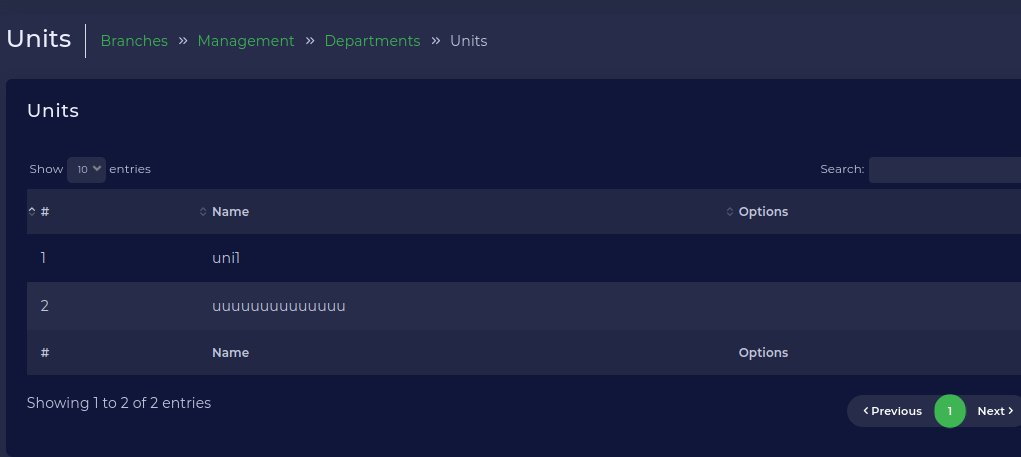 Units Branches » Management » Departments » Units
Units
Show 10 entries Search:
# Name Options
1 uni1
2 uuuuuuuuuuuuuu
# Name Options
Showing 1 to 2 of 2 entries
‹ Previous 1 Next ›